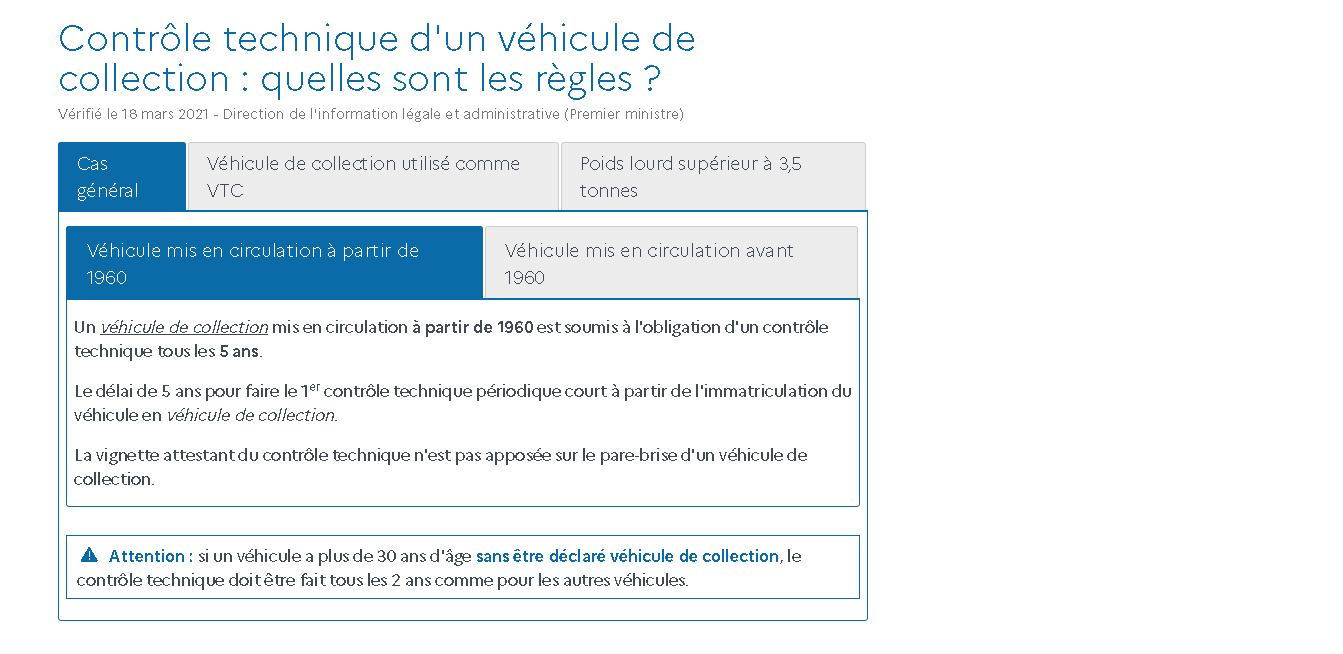 Contrôle technique d'un véhicule de
collection : quelles sont les règles ?
Vérifié le 18 mars 2021 - Direction de l'information légale et administrative (Premier ministre)
Cas
général
Véhicule de collection utilisé comme
VTC
Poids lourd supérieur à 3,5
tonnes
Véhicule mis en circulation à partir de
1960
Véhicule mis en circulation avant
1960
Un véhicule de collection mis en circulation à partir de 1960 est soumis à l'obligation d'un contrôle
technique tous les 5 ans.
Le délai de 5 ans pour faire le 1er contrôle technique périodique court à partir de l'immatriculation du
véhicule en véhicule de collection.
La vignette attestant du contrôle technique n'est pas apposée sur le pare-brise d'un véhicule de
collection.
Attention : si un véhicule a plus de 30 ans d'âge sans être déclaré véhicule de collection, le
contrôle technique doit être fait tous les 2 ans comme pour les autres véhicules.